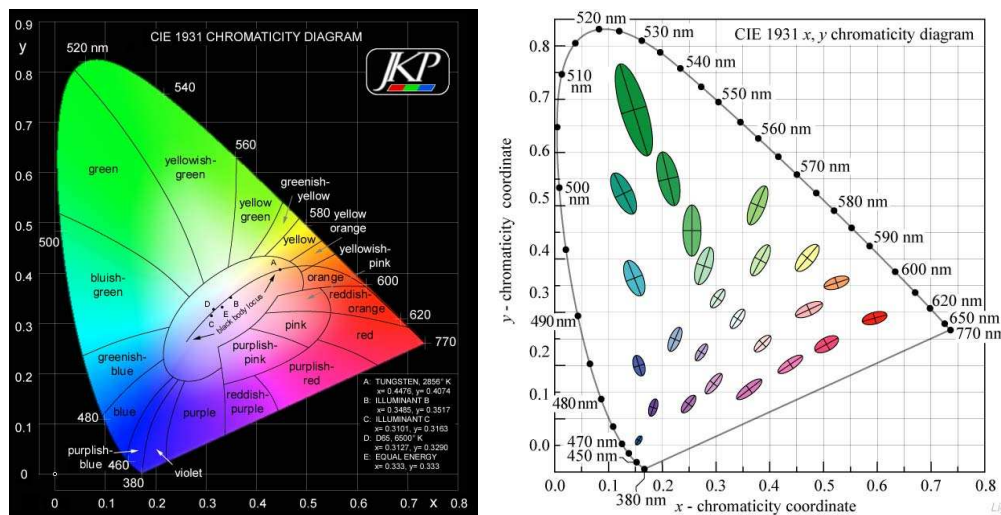 0.9
y
CIE 1931 CHROMATICITY DIAGRAM
JKP
520 nm
0.8
540
0.7
560
green
yellowish-
green
greenish-
yellow
0.6
580 yellow
orange
yellow
green
yellowish-
pink
500
yellow
0.5
A
orange
600
bluish-
green
0.4
reddish-
orange
D
B
E
C
black body locus
620
0.3
pink
red
770
greenish-
blue
purplish-
pink
purplish-
red
0.2
A: TUNGSTEN, 2856° K
x= 0.4476, y= 0.4074
B: ILLUMINANT B
x= 0.3485, y= 0.3517
C: ILLUMINANT C
x= 0.3101, y= 0.3163
D: D65, 6500° K
x= 0.3127, y= 0.3290
E: EQUAL ENERGY
x= 0.333, y= 0.333
blue
purple
reddish-
purple
480
0.1
purplish-
blue
460
violet
0
380
0 0.1 0.2 0.3 0.4 0.5 0.6 0.7 0.8
x
520 nm
CIE 1931 x, y chromaticity diagram
530 nm
0.8
540 nm
510
nm
550 nm
0.7
560 nm
0.6
570 nm
500
nm
580 nm
0.5
590 nm
0.4
600 nm
0.3
620 nm
490nm
650 nm
770 nm
0.2
0.1
480nm
0.0
470 nm
450nm
380 nm
y - chromaticity coordinate
0.0 0.1 0.2 0.3 0.4 0.5 0.6 0.7 0.8
x - chromaticity coordinate